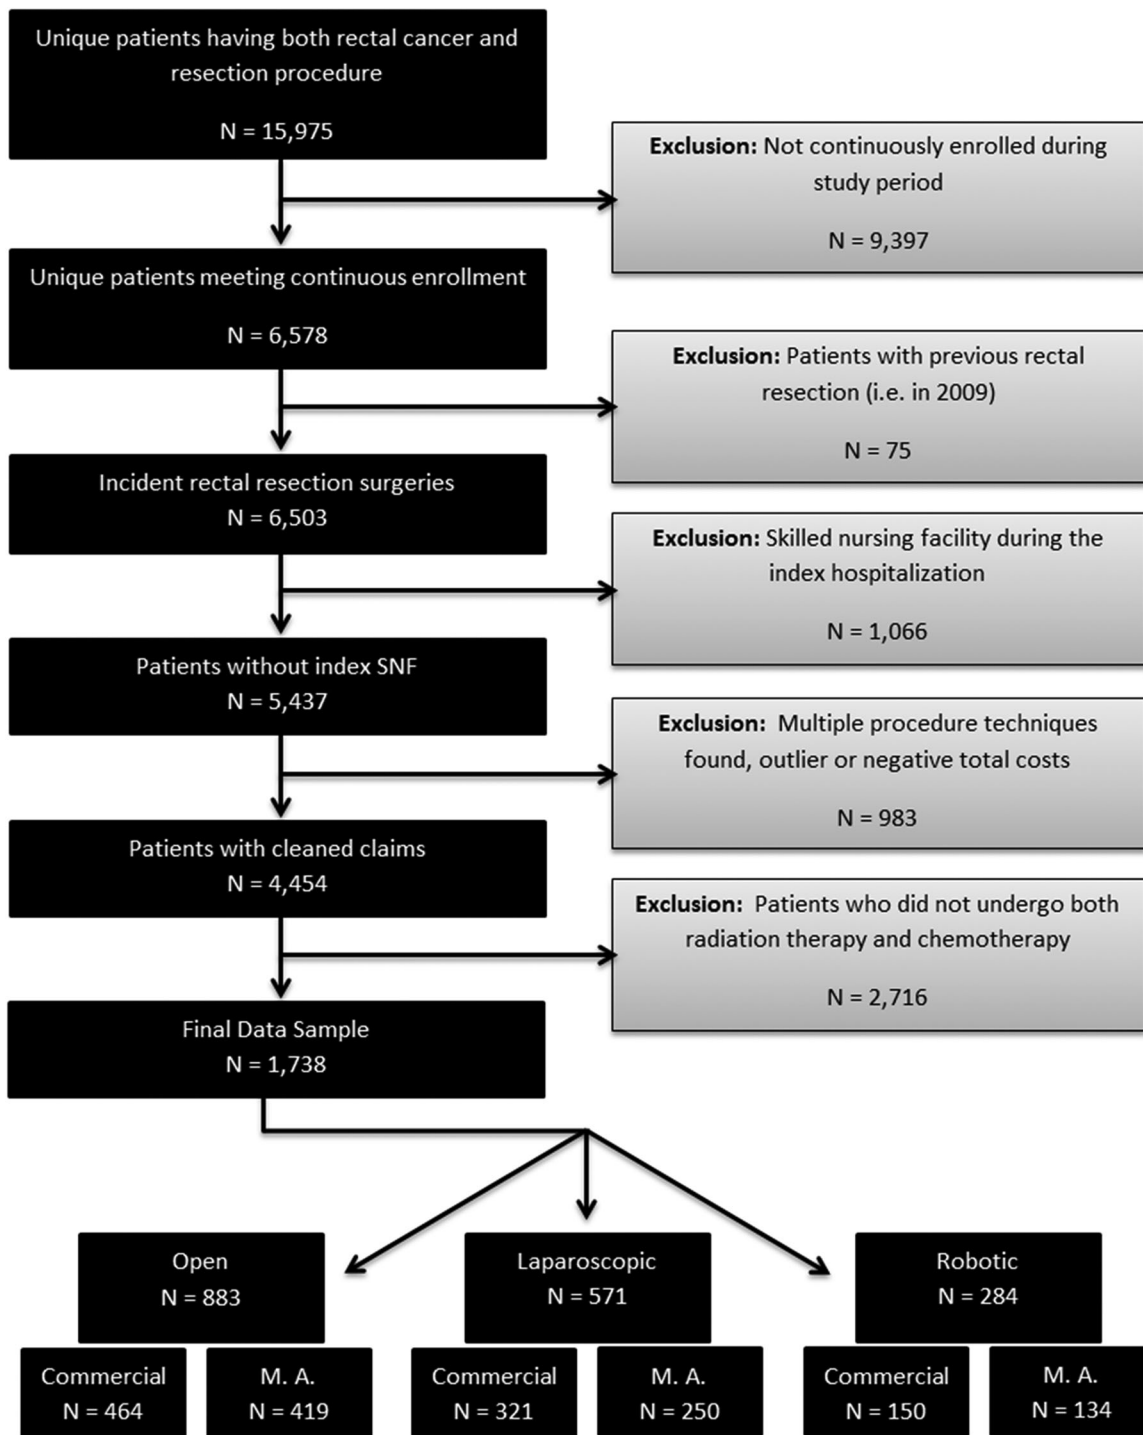 Unique patients having both rectal cancer and
resection procedure
N = 15,975
Exclusion: Not continuously enrolled during
study period
N = 9,397
Unique patients meeting continuous enrollment
N = 6,578
Exclusion: Patients with previous rectal
resection (i.e. in 2009)
N = 75
Incident rectal resection surgeries
N = 6,503
Exclusion: Skilled nursing facility during the
index hospitalization
N = 1,066
Patients without index SNF
N = 5,437
Exclusion: Multiple procedure techniques
found, outlier or negative total costs
N = 983
Patients with cleaned claims
N = 4,454
Exclusion: Patients who did not undergo both
radiation therapy and chemotherapy
N = 2,716
Final Data Sample
N = 1,738
Open
N = 883
Laparoscopic
N = 571
Robotic
N = 284
Commercial
N = 464
M. A.
N = 419
Commercial
N = 321
M. A.
N = 250
Commercial
N = 150
M. A.
N = 134